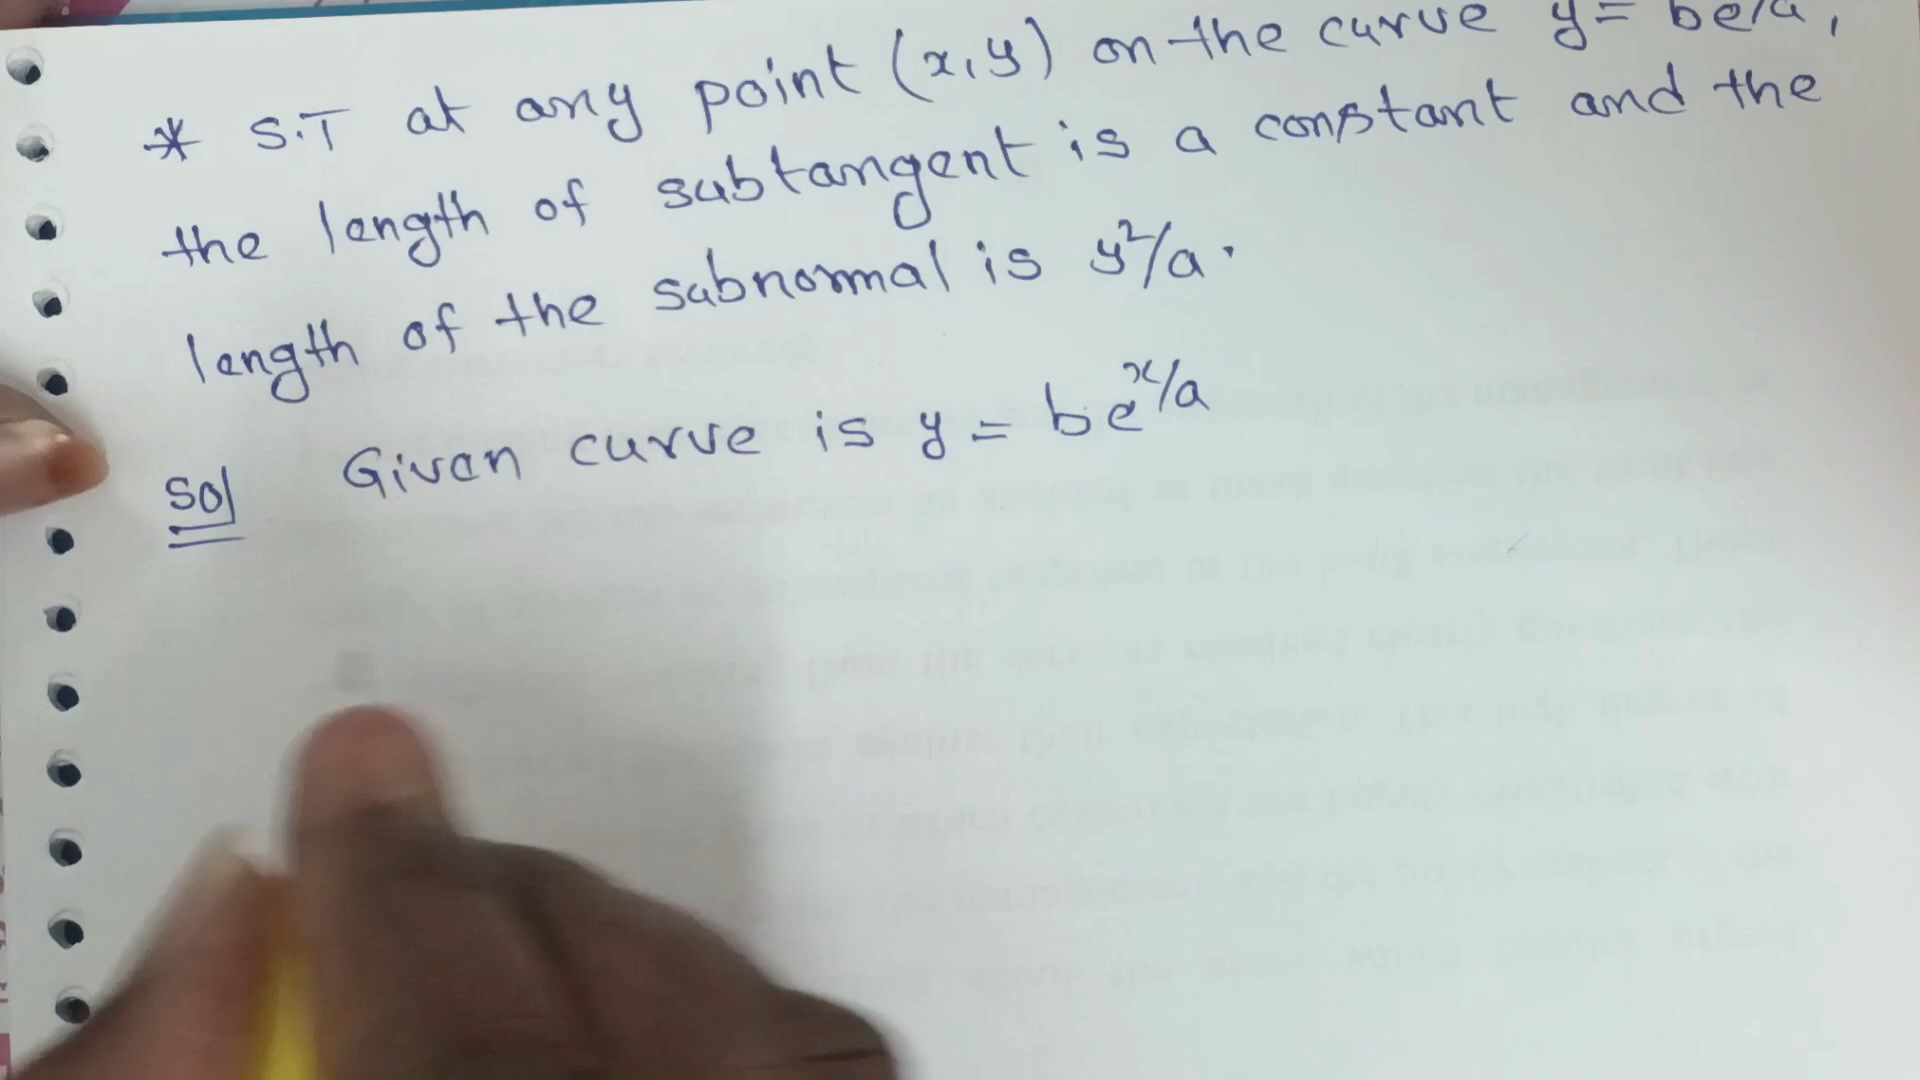 * S.T at any point (x,y) on the curve y = be
the length of subtangent is a constant and the
length of the subnormal is y²/a.
Sol Given curve is y = be^x/a